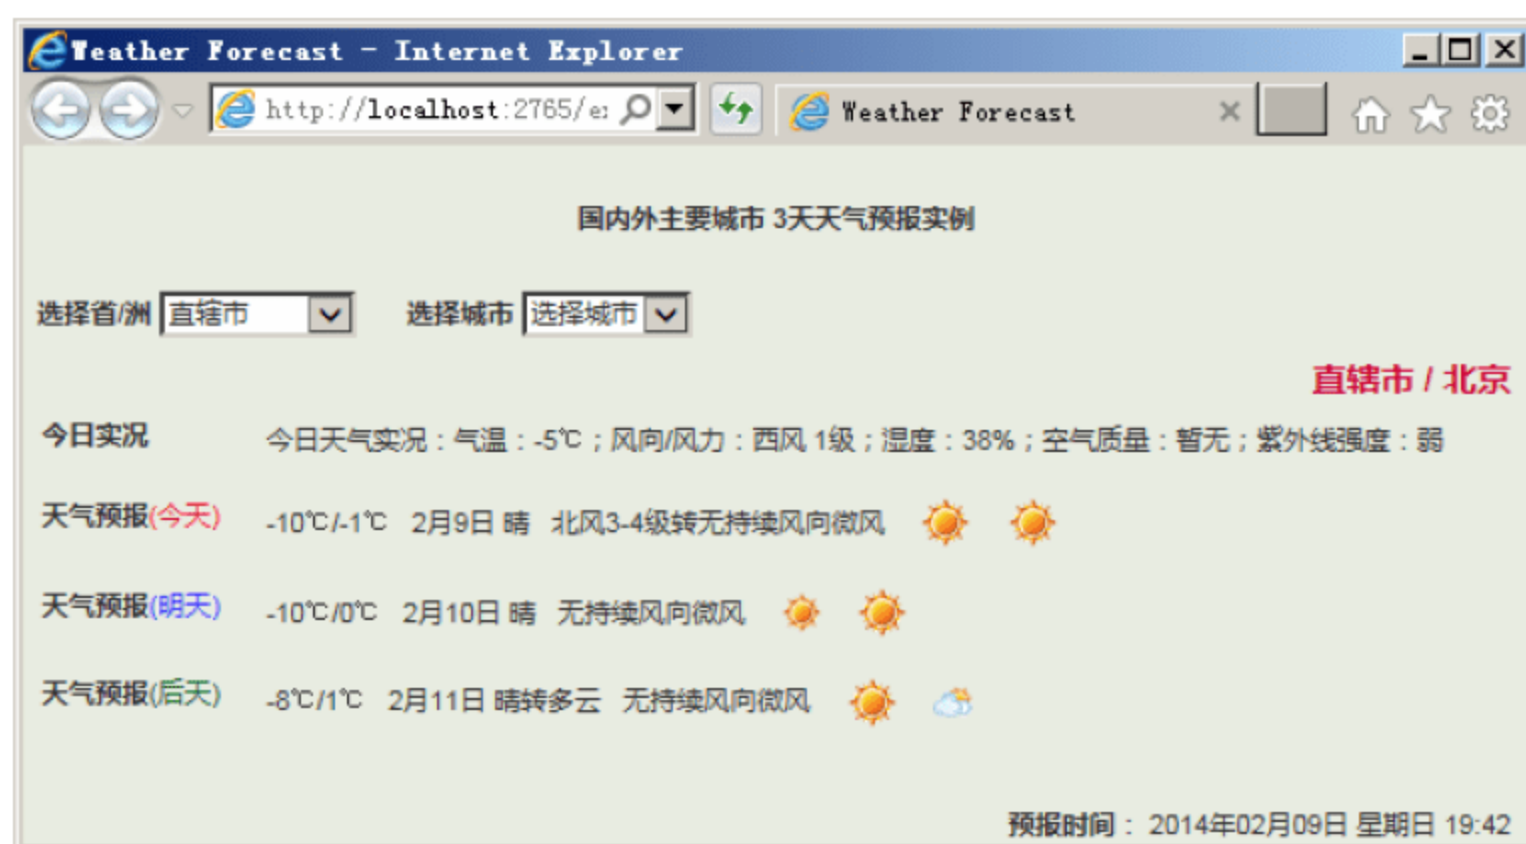 Weather Forecast - Internet Explorer
http://localhost:2765/e Weather Forecast
国内外主要城市 3天天气预报实例
选择省/洲 直辖市 选择城市 选择城市
直辖市 / 北京
今日实况 今日天气实况：气温：-5℃；风向/风力：西风 1级；湿度：38%；空气质量：暂无；紫外线强度：弱
天气预报(今天) -10℃/-1℃ 2月9日 晴 北风3-4级转无持续风向微风
天气预报(明天) -10℃/0℃ 2月10日 晴 无持续风向微风
天气预报(后天) -8℃/1℃ 2月11日 晴转多云 无持续风向微风
预报时间： 2014年02月09日 星期日 19:42